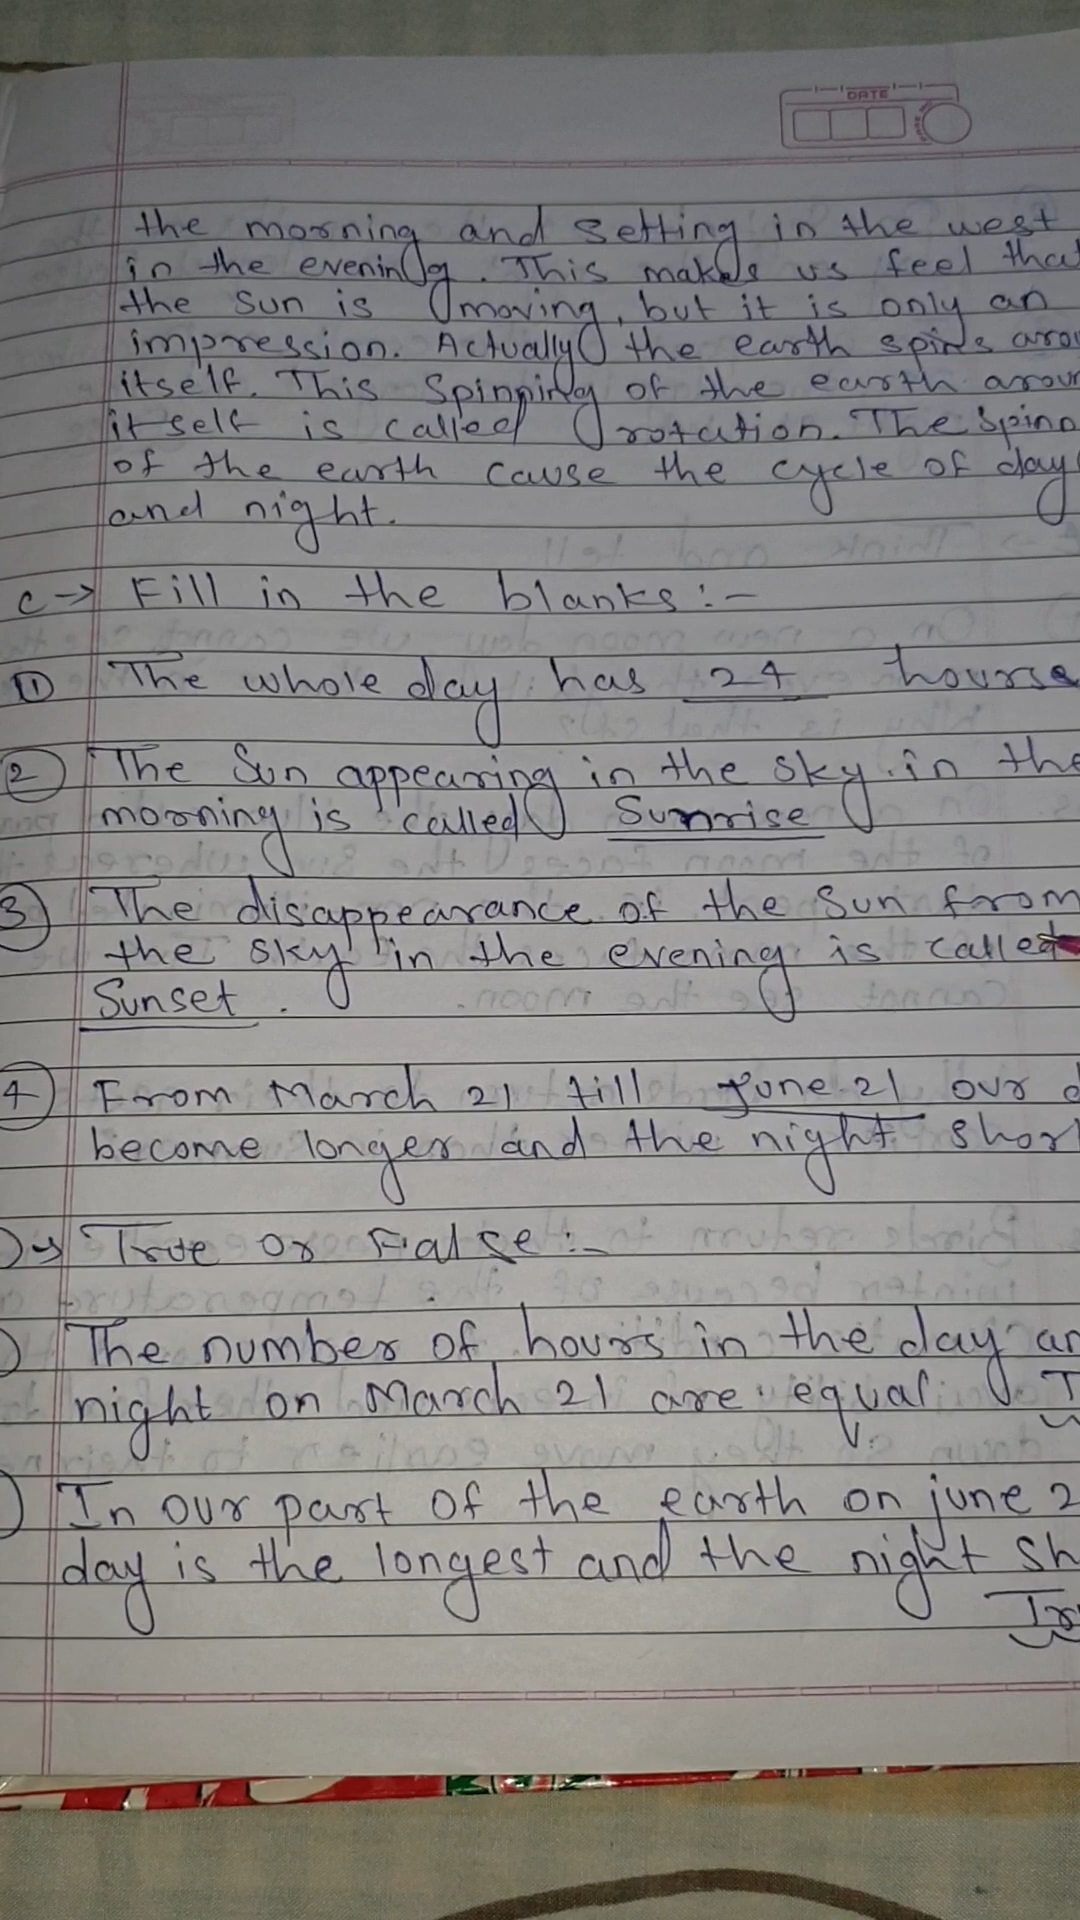 DATE
the morning and setting in the west
in the evening. This makes us feel that
the sun is moving, but it is only an
impression. Actually the earth spins
itself. This spinning of the earth
itself is called rotation. The
of the earth cause the cycle of day
and night.
C→ Fill in the blanks:-
① The whole day has 24 hourse
② The Sun appearing in the sky in the
morning is called Sunrise
③ The disappearance of the Sun from
the sky in the evening is called
Sunset.
④ From March 21 till June 21 our
become longer and the night
True or False:-
The number of hours in the day
night on March 21 are equal. T
In our part of the earth on june 2
day is the longest and the night